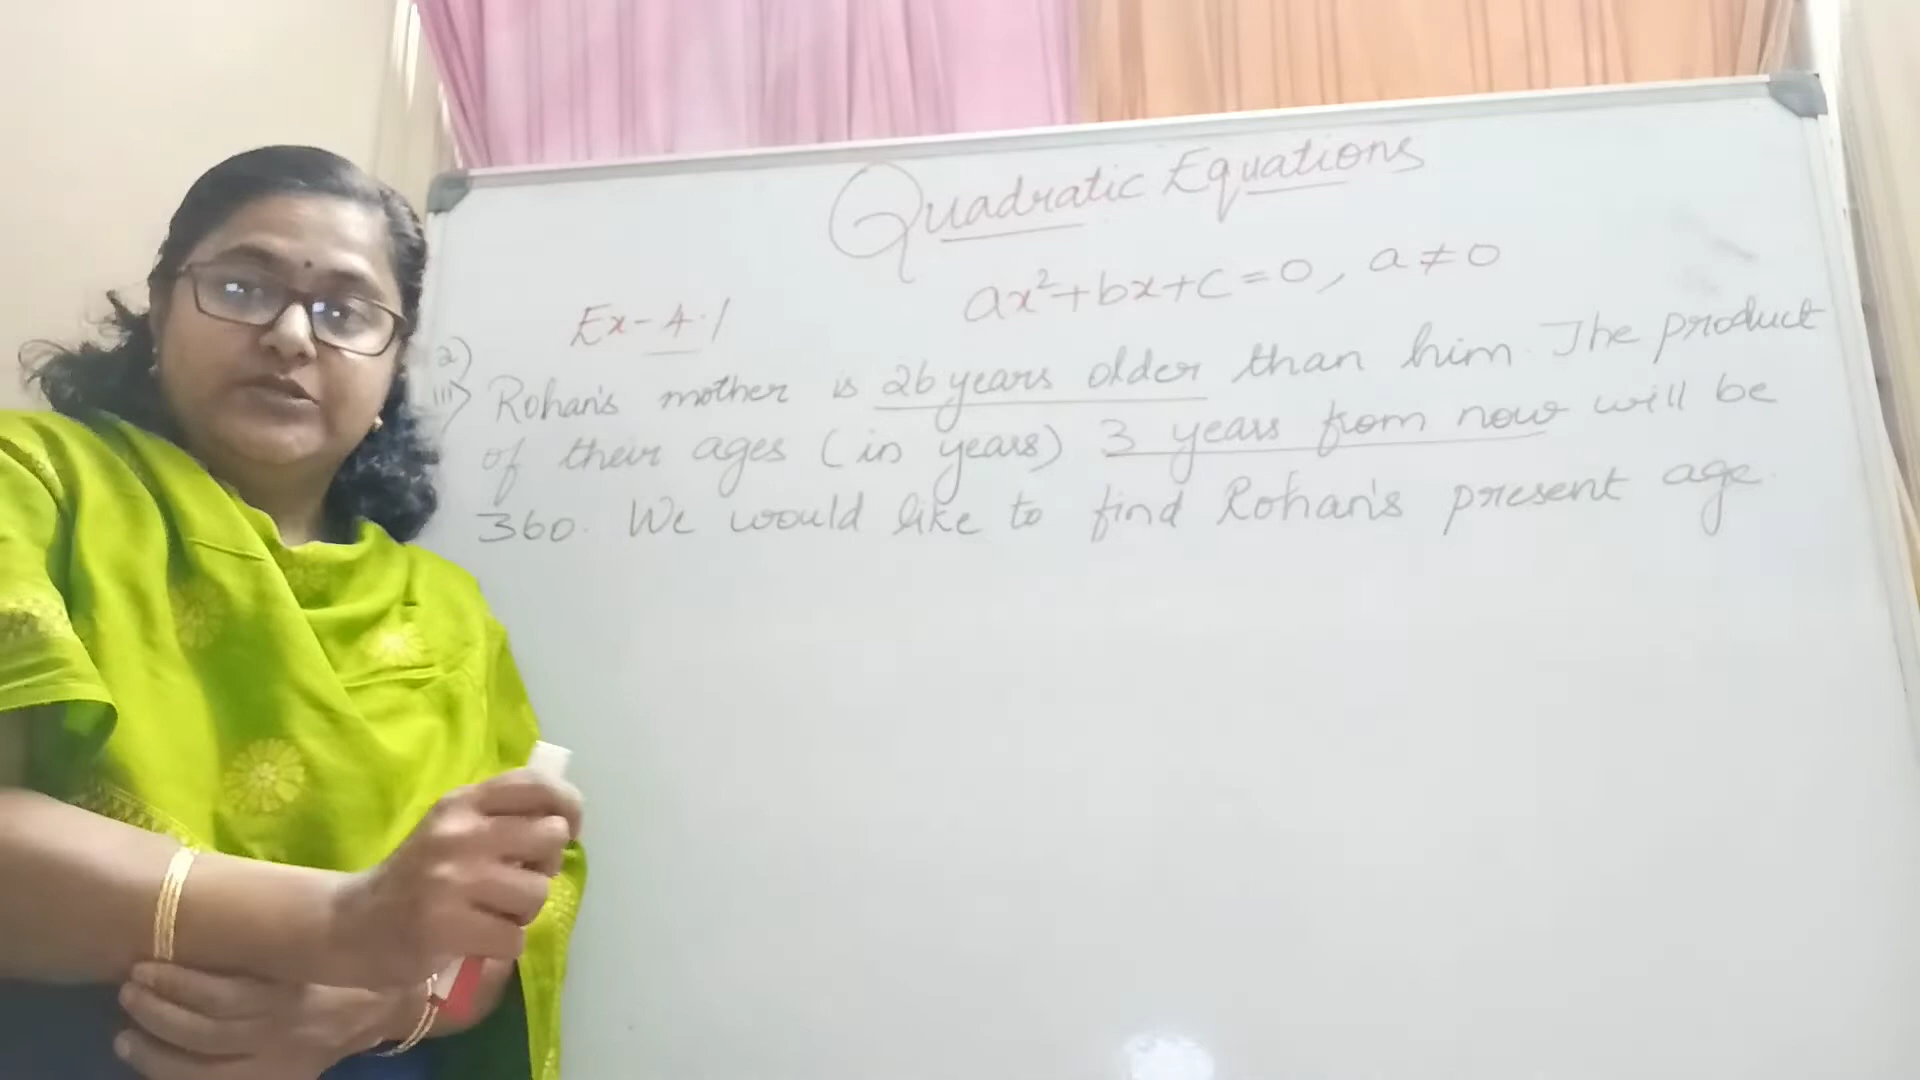 Quadratic Equations
ax²+bx+c=0, a≠0
Ex-4.1
2)
iii) Rohan's mother is 26 years older than him. The product
of their ages (in years) 3 years from now will be
360. We would like to find Rohan's present age.